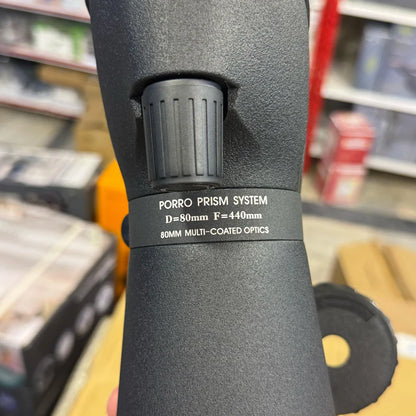 PORRO PRISM SYSTEM
D=80mm F=440mm
80MM MULTI-COATED OPTICS